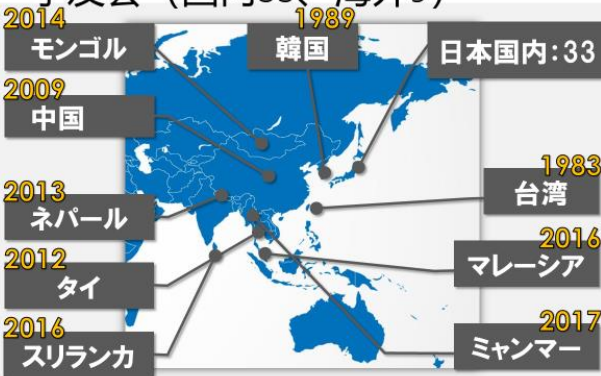 2014
モンゴル
1989
韓国
日本国内:33
2009
中国
1983
台湾
2013
ネパール
2016
マレーシア
2012
タイ
2017
ミャンマー
2016
スリランカ